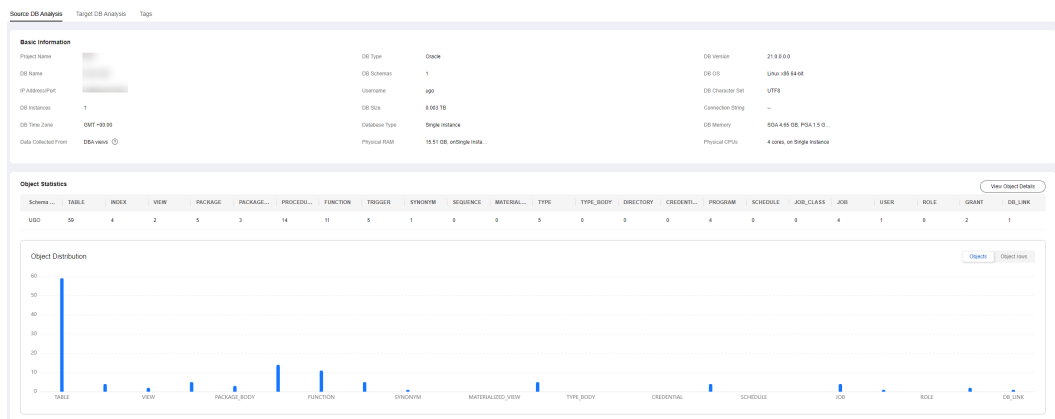 Source DB Analysis Target DB Analysis Tags
Basic Information
Project Name DB Type Oracle DB Version 21.0.0.0.0
DB Name DB Schemas 1 DB OS Linux x86 64-bit
IP Address/Port Username ugo DB Character Set UTF8
DB Instances 1 DB Size 0.003 TB Connection String --
DB Time Zone GMT +00:00 Database Type Single Instance DB Memory SGA 4.65 GB, PGA 1.5 G...
Data Collected From DBA views Physical RAM 15.51 GB, onSingle Insta... Physical CPUs 4 cores, on Single Instance
Object Statistics View Object Details
Schema ... TABLE INDEX VIEW PACKAGE PACKAGE... PROCEDU... FUNCTION TRIGGER SYNONYM SEQUENCE MATERIAL... TYPE TYPE_BODY DIRECTORY CREDENTI... PROGRAM SCHEDULE JOB_CLASS JOB USER ROLE GRANT DB_LINK
UGO 59 4 2 5 3 14 11 5 1 0 0 5 0 0 0 4 0 0 4 1 0 2 1
Object Distribution Objects Object rows
60
50
40
30
20
10
0
TABLE VIEW PACKAGE_BODY FUNCTION SYNONYM MATERIALIZED_VIEW TYPE_BODY CREDENTIAL SCHEDULE JOB ROLE DB_LINK